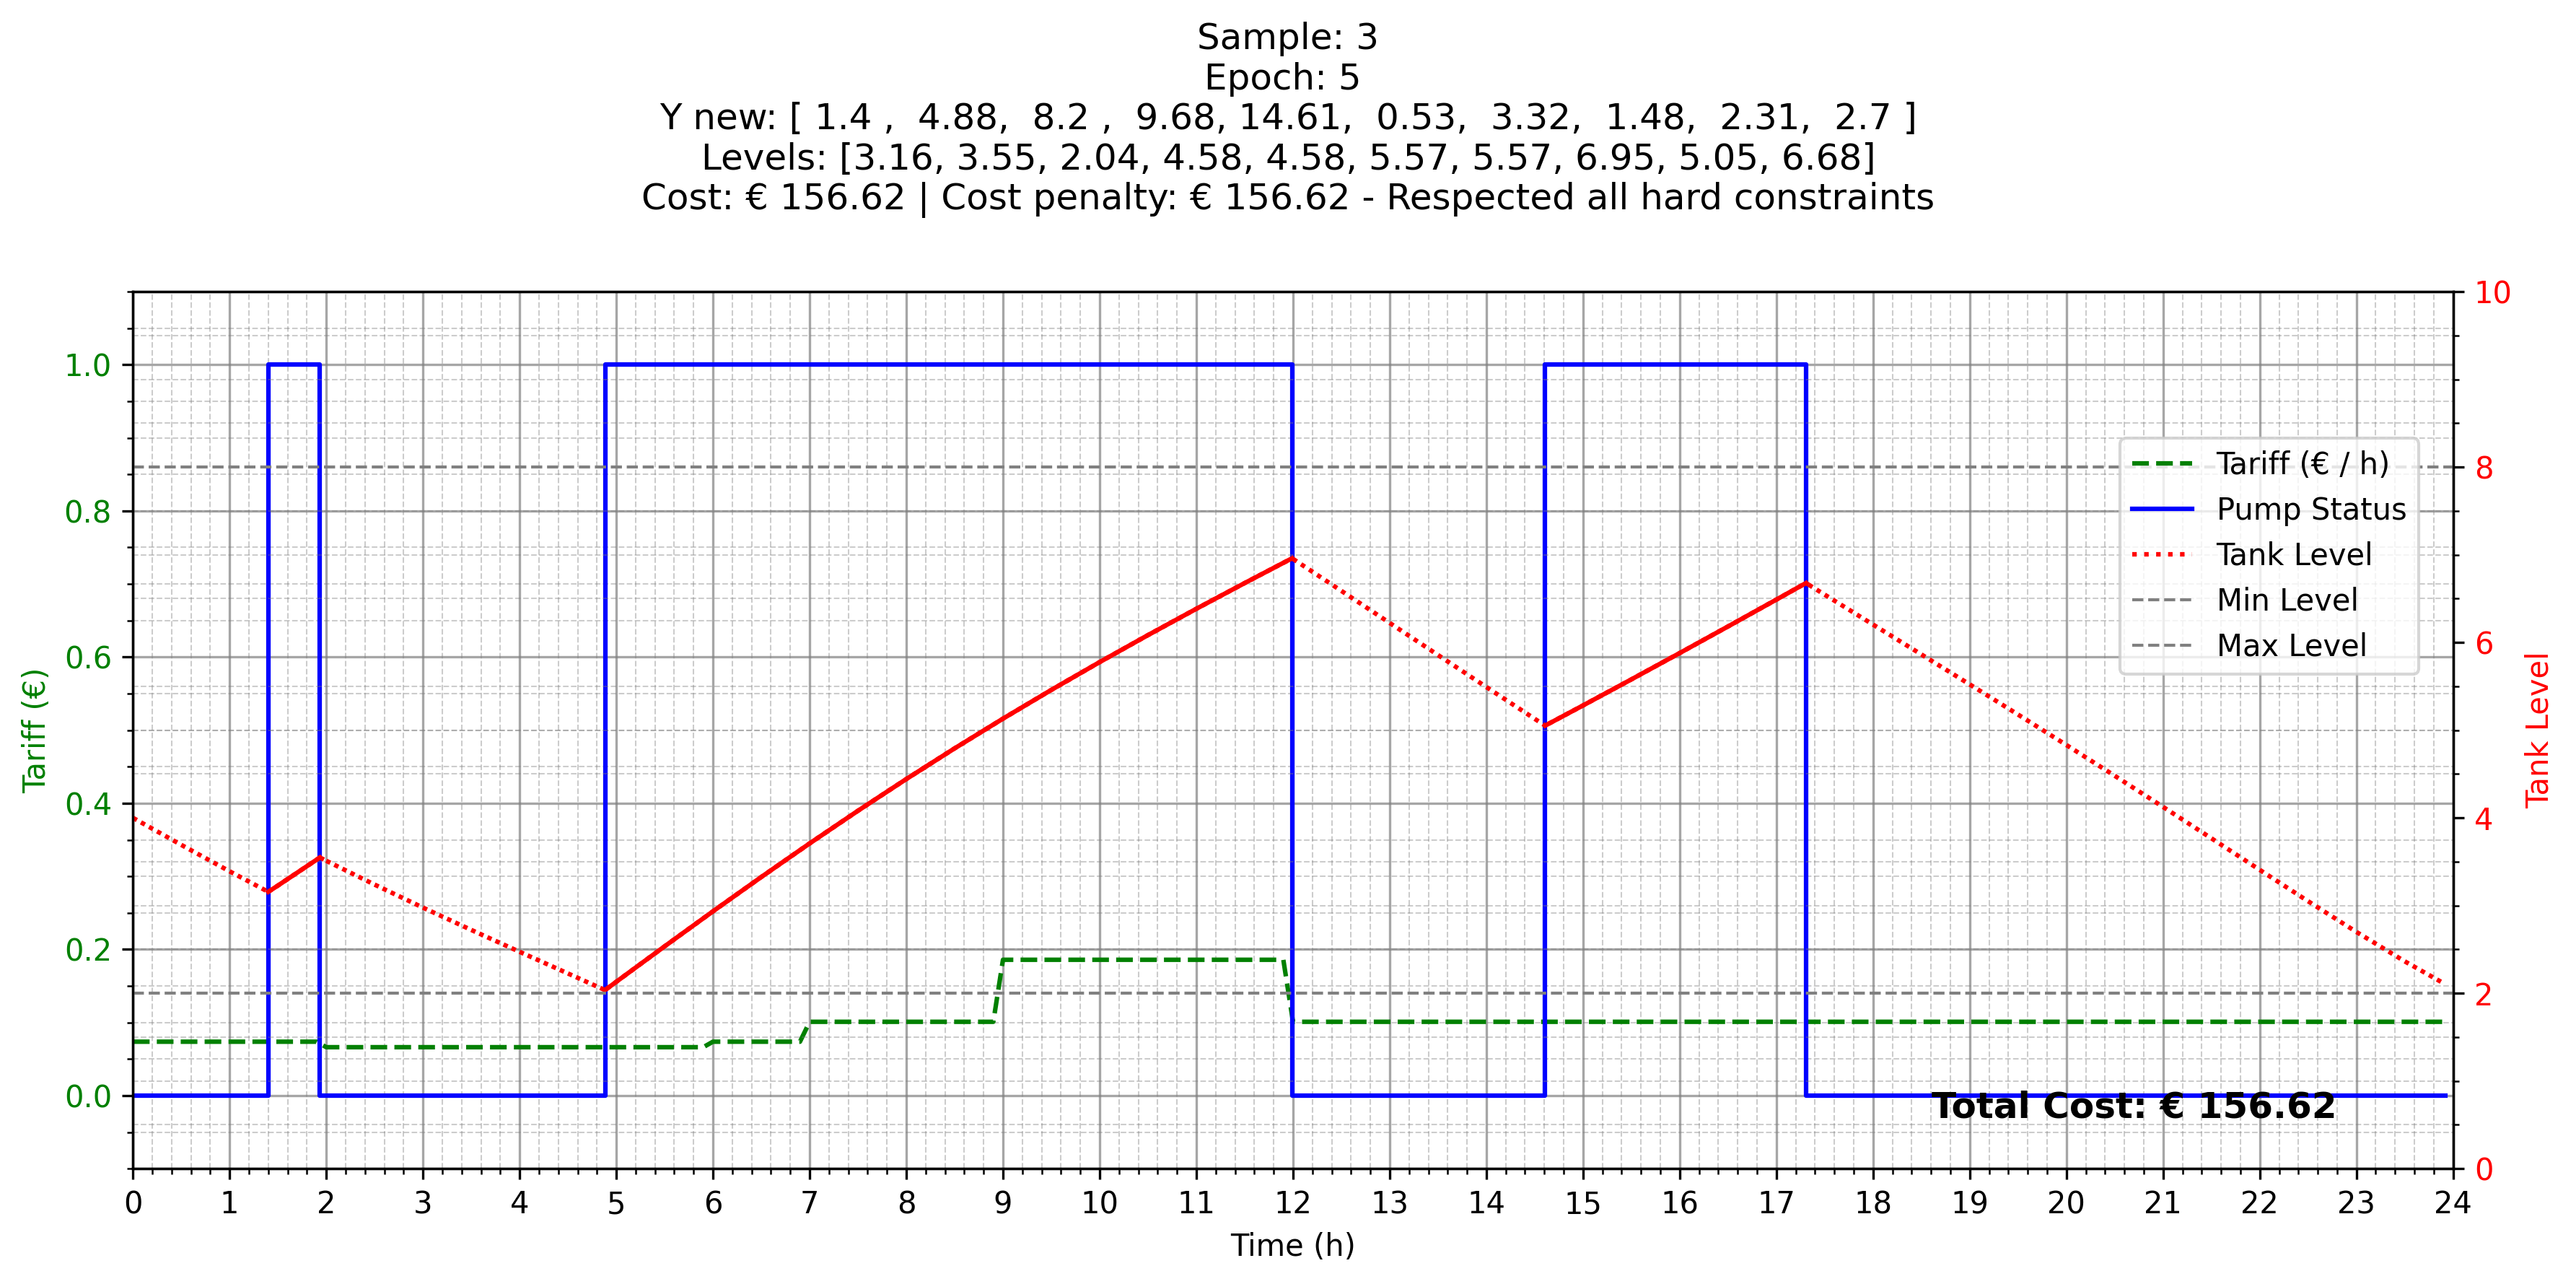 Sample: 3
Epoch: 5
Y new: [ 1.4 , 4.88, 8.2 , 9.68, 14.61, 0.53, 3.32, 1.48, 2.31, 2.7 ]
Levels: [3.16, 3.55, 2.04, 4.58, 4.58, 5.57, 5.57, 6.95, 5.05, 6.68]
Cost: € 156.62 | Cost penalty: € 156.62 - Respected all hard constraints
Tariff (€)
1.0
0.8
0.6
0.4
0.2
0.0
10
8
6
4
2
0
Tank Level
Tariff (€ / h)
Pump Status
Tank Level
Min Level
Max Level
Total Cost: € 156.62
0 1 2 3 4 5 6 7 8 9 10 11 12 13 14 15 16 17 18 19 20 21 22 23 24
Time (h)